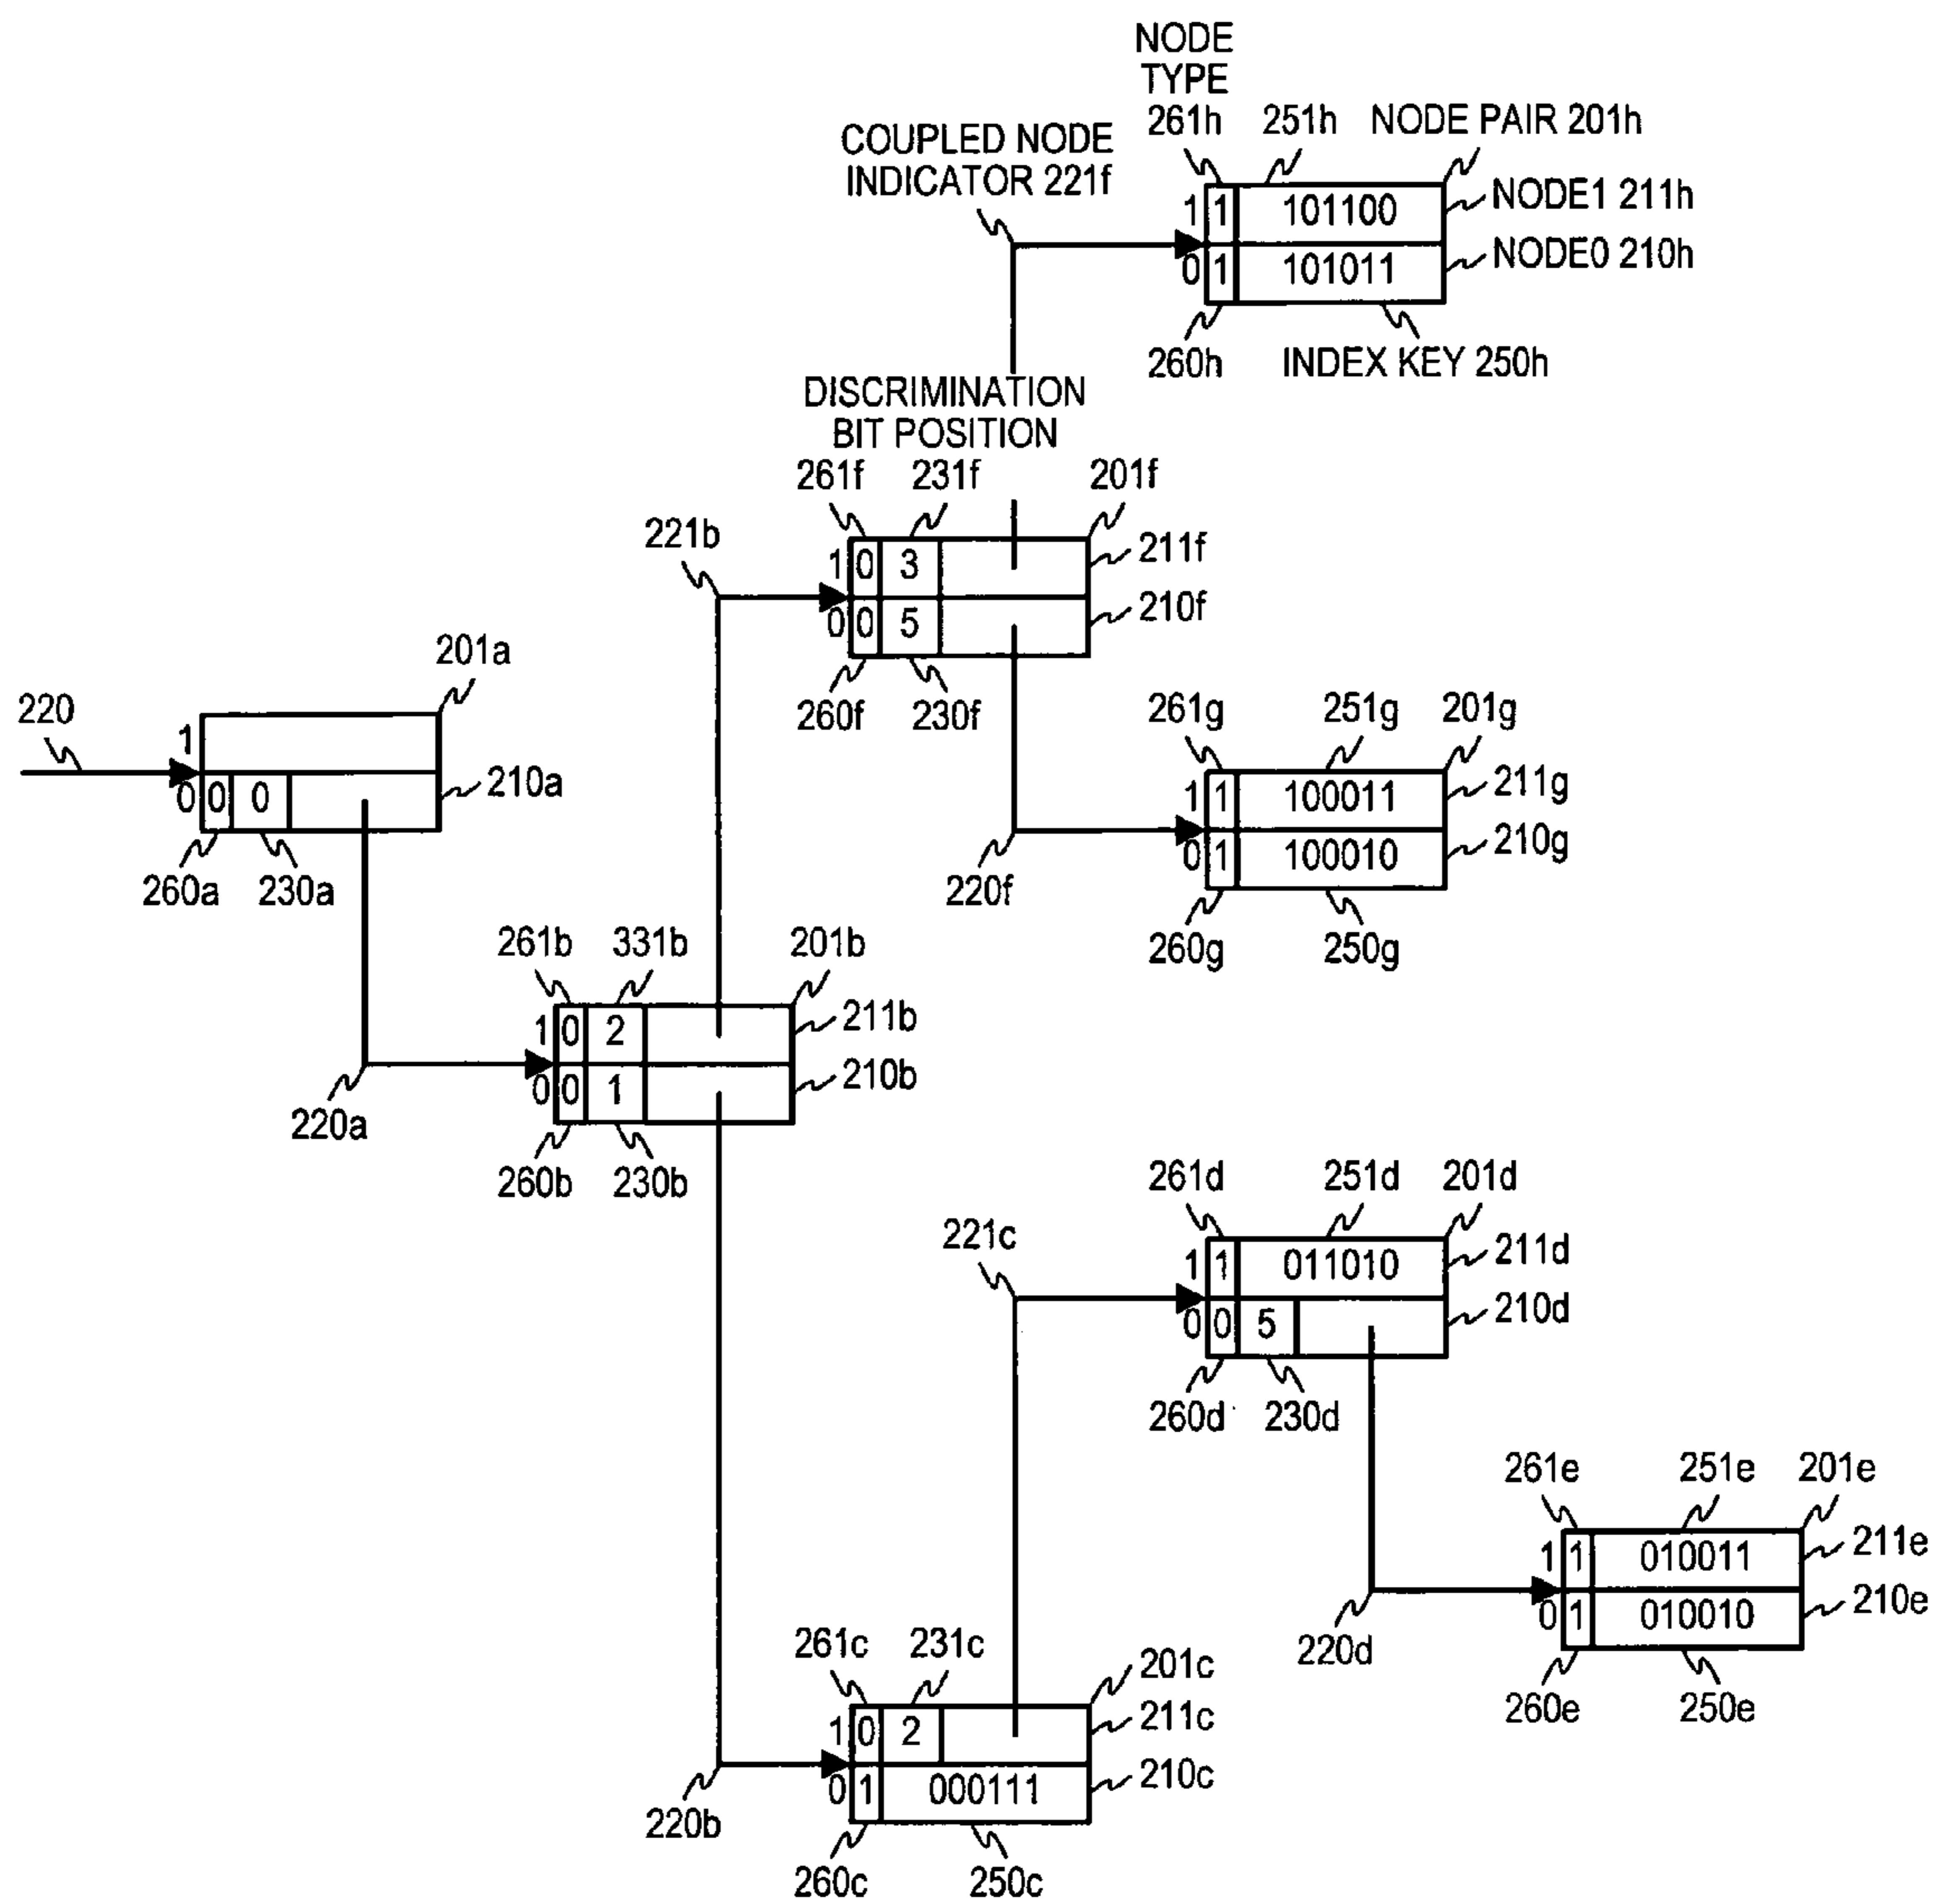 NODE
TYPE
261h 251h NODE PAIR 201h
COUPLED NODE
INDICATOR 221f
1 1 101100 NODE1 211h
0 1 101011 NODE0 210h
260h INDEX KEY 250h
DISCRIMINATION
BIT POSITION
261f 231f 201f
221b
1 0 3 211f
0 0 5 210f
260f 230f
201a
220
1
0 0 0 210a
260a 230a
261g 251g 201g
1 1 100011 211g
0 1 100010 210g
220f
260g 250g
261b 331b 201b
1 0 2 211b
0 0 1 210b
220a
260b 230b
261d 251d 201d
221c
1 1 011010 211d
0 0 5 210d
260d 230d
261e 251e 201e
1 1 010011 211e
0 1 010010 210e
220d
260e 250e
261c 231c 201c
1 0 2 211c
0 1 000111 210c
220b
260c 250c